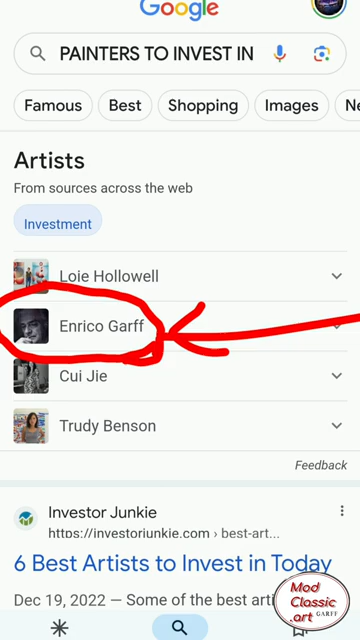 Google
PAINTERS TO INVEST IN
Famous
Best
Shopping
Images
Artists
From sources across the web
Investment
Loie Hollowell
Enrico Garff
Cui Jie
Trudy Benson
Feedback
Investor Junkie
https://investorjunkie.com › best-art...
6 Best Artists to Invest in Today
Dec 19, 2022 — Some of the best
Mod
Classic
.art GARFF